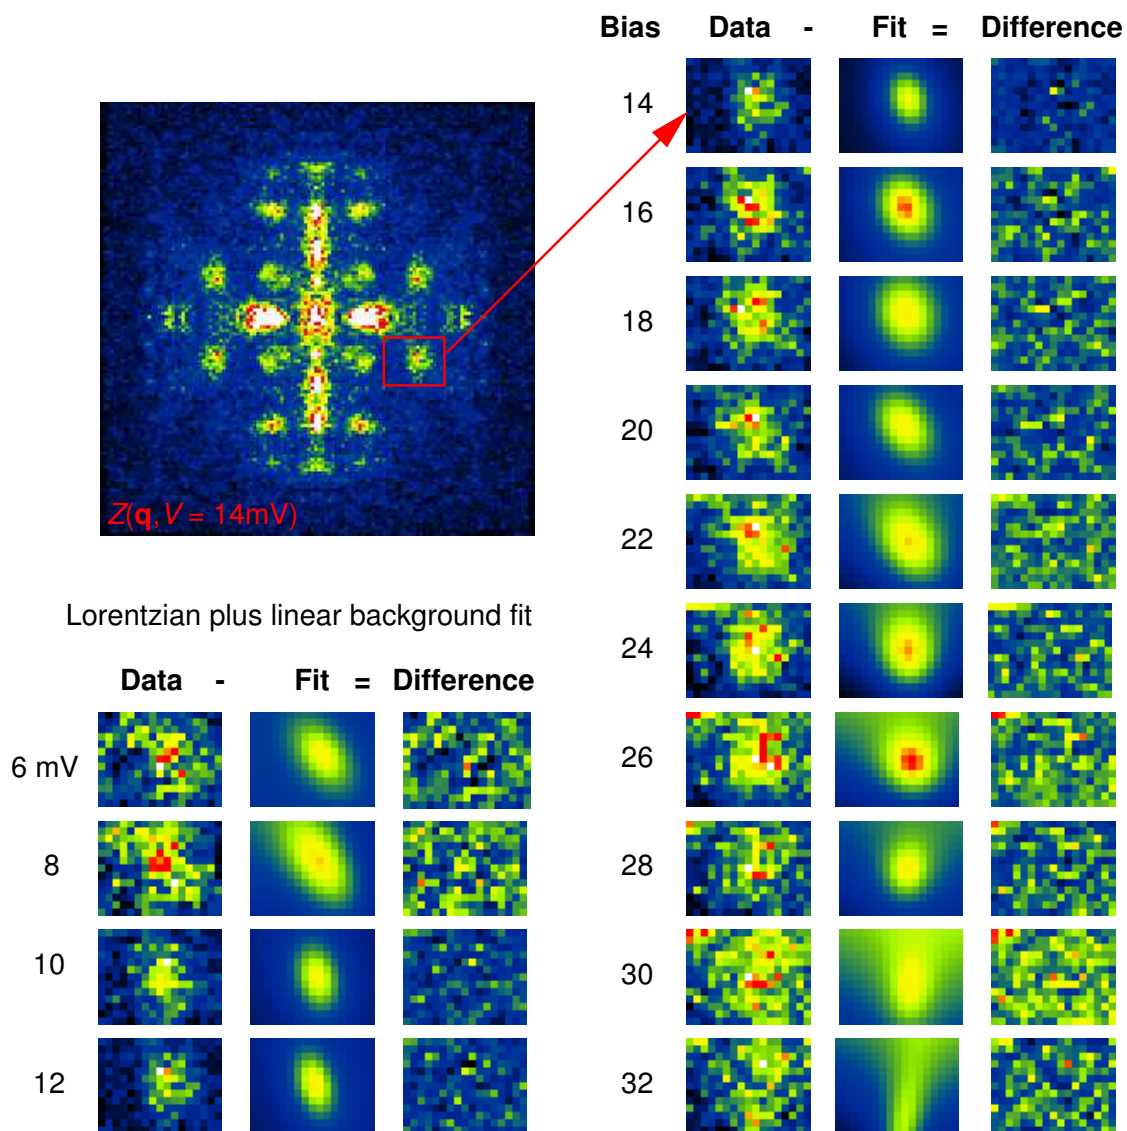 Bias Data - Fit = Difference
14
16
18
20
22
24
26
28
30
32
Z(q,V = 14mV)
Lorentzian plus linear background fit
Data - Fit = Difference
6 mV
8
10
12